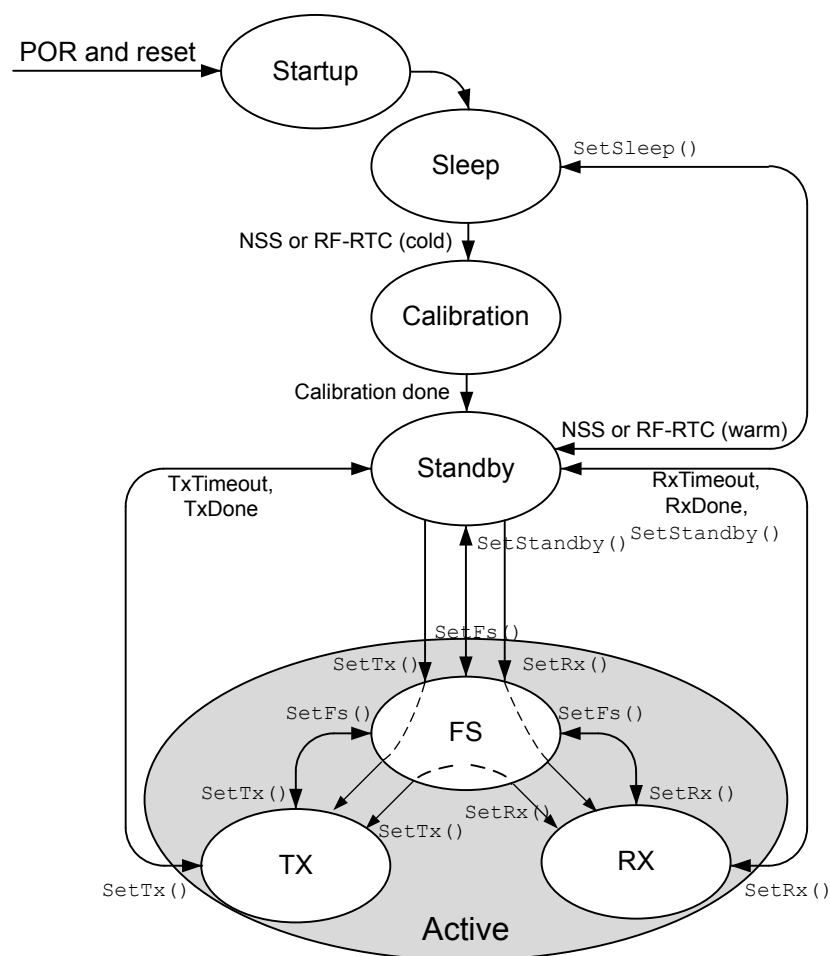 POR and reset
Startup
Sleep
SetSleep()
NSS or RF-RTC (cold)
Calibration
Calibration done
NSS or RF-RTC (warm)
Standby
TxTimeout,
TxDone
RxTimeout,
RxDone,
SetStandby()
SetStandby()
SetFs()
SetTx()
SetRx()
SetFs()
FS
SetFs()
SetTx()
SetRx()
SetTx()
SetRx()
TX
RX
SetTx()
SetRx()
Active